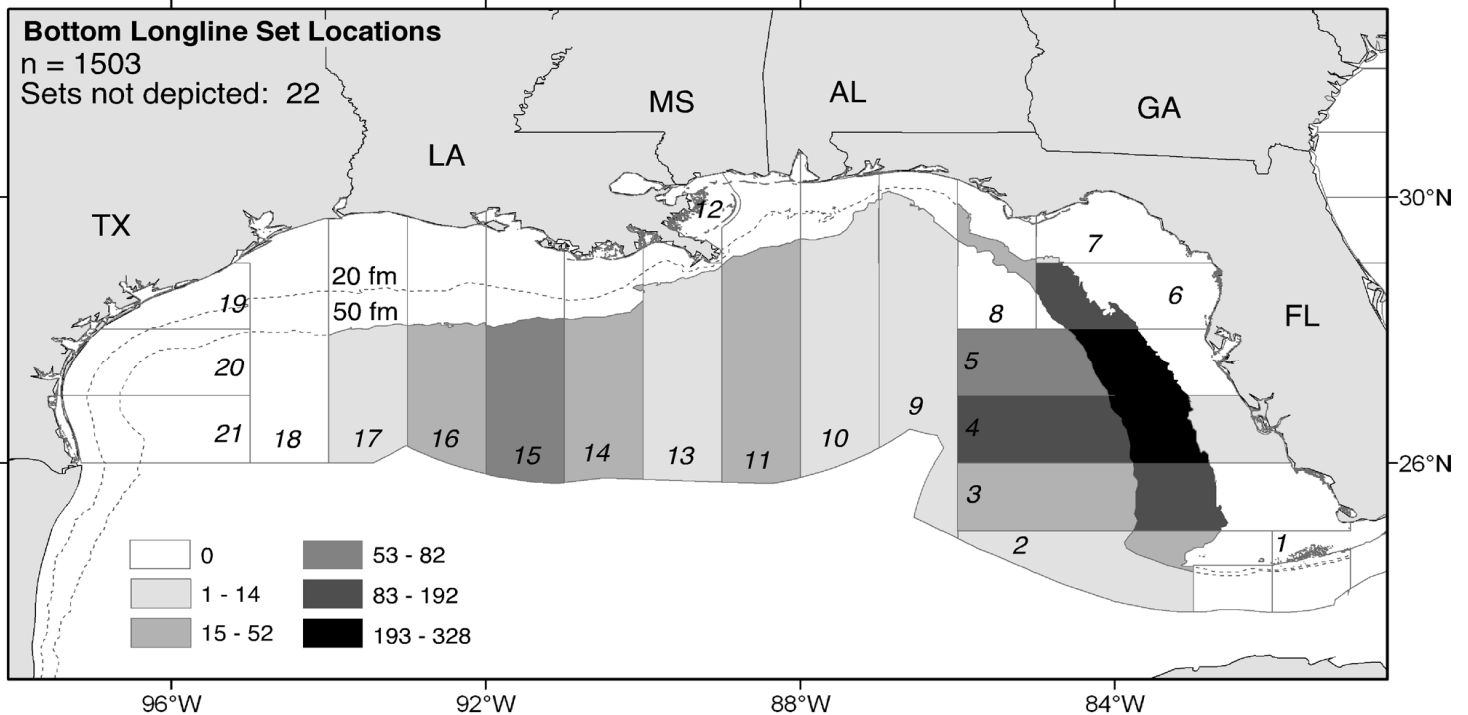 Bottom Longline Set Locations
n = 1503
Sets not depicted: 22
MS
AL
GA
LA
TX
12
30°N
7
20 fm
19
6
50 fm
8
FL
20
5
9
21
18
17
16
15
14
13
11
10
4
26°N
3
2
1
0
53 - 82
1 - 14
83 - 192
15 - 52
193 - 328
96°W
92°W
88°W
84°W